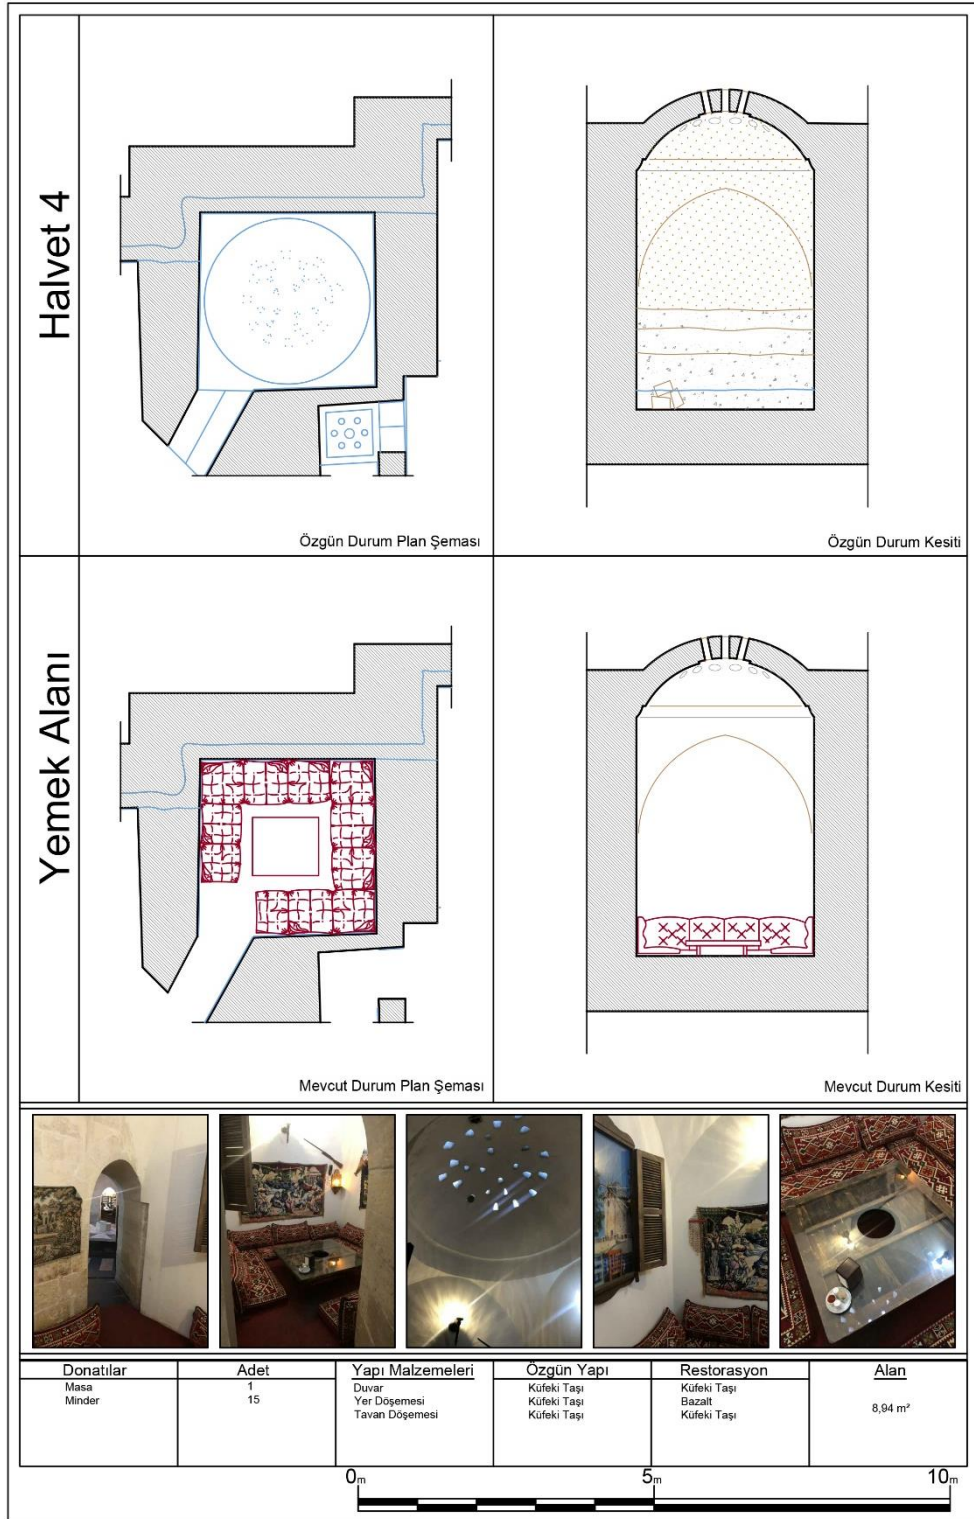 Halvet 4
Özgün Durum Plan Şeması
Özgün Durum Kesiti
Yemek Alanı
Mevcut Durum Plan Şeması
Mevcut Durum Kesiti
Donatılar Adet Yapı Malzemeleri Özgün Yapı Restorasyon Alan
Masa 1 Duvar Küfeki Taşı Küfeki Taşı
Minder 15 Yer Döşemesi Küfeki Taşı Bazalt 8,94 m²
Tavan Döşemesi Küfeki Taşı Küfeki Taşı
0m 5m 10m